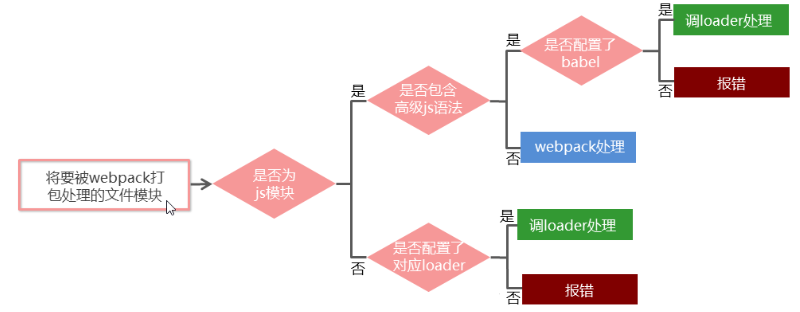 将要被webpack打
包处理的文件模块
是否为
js模块
是
是否包含
高级js语法
是
是否配置了
babel
是
调loader处理
否
报错
否
webpack处理
否
是否配置了
对应loader
是
调loader处理
否
报错